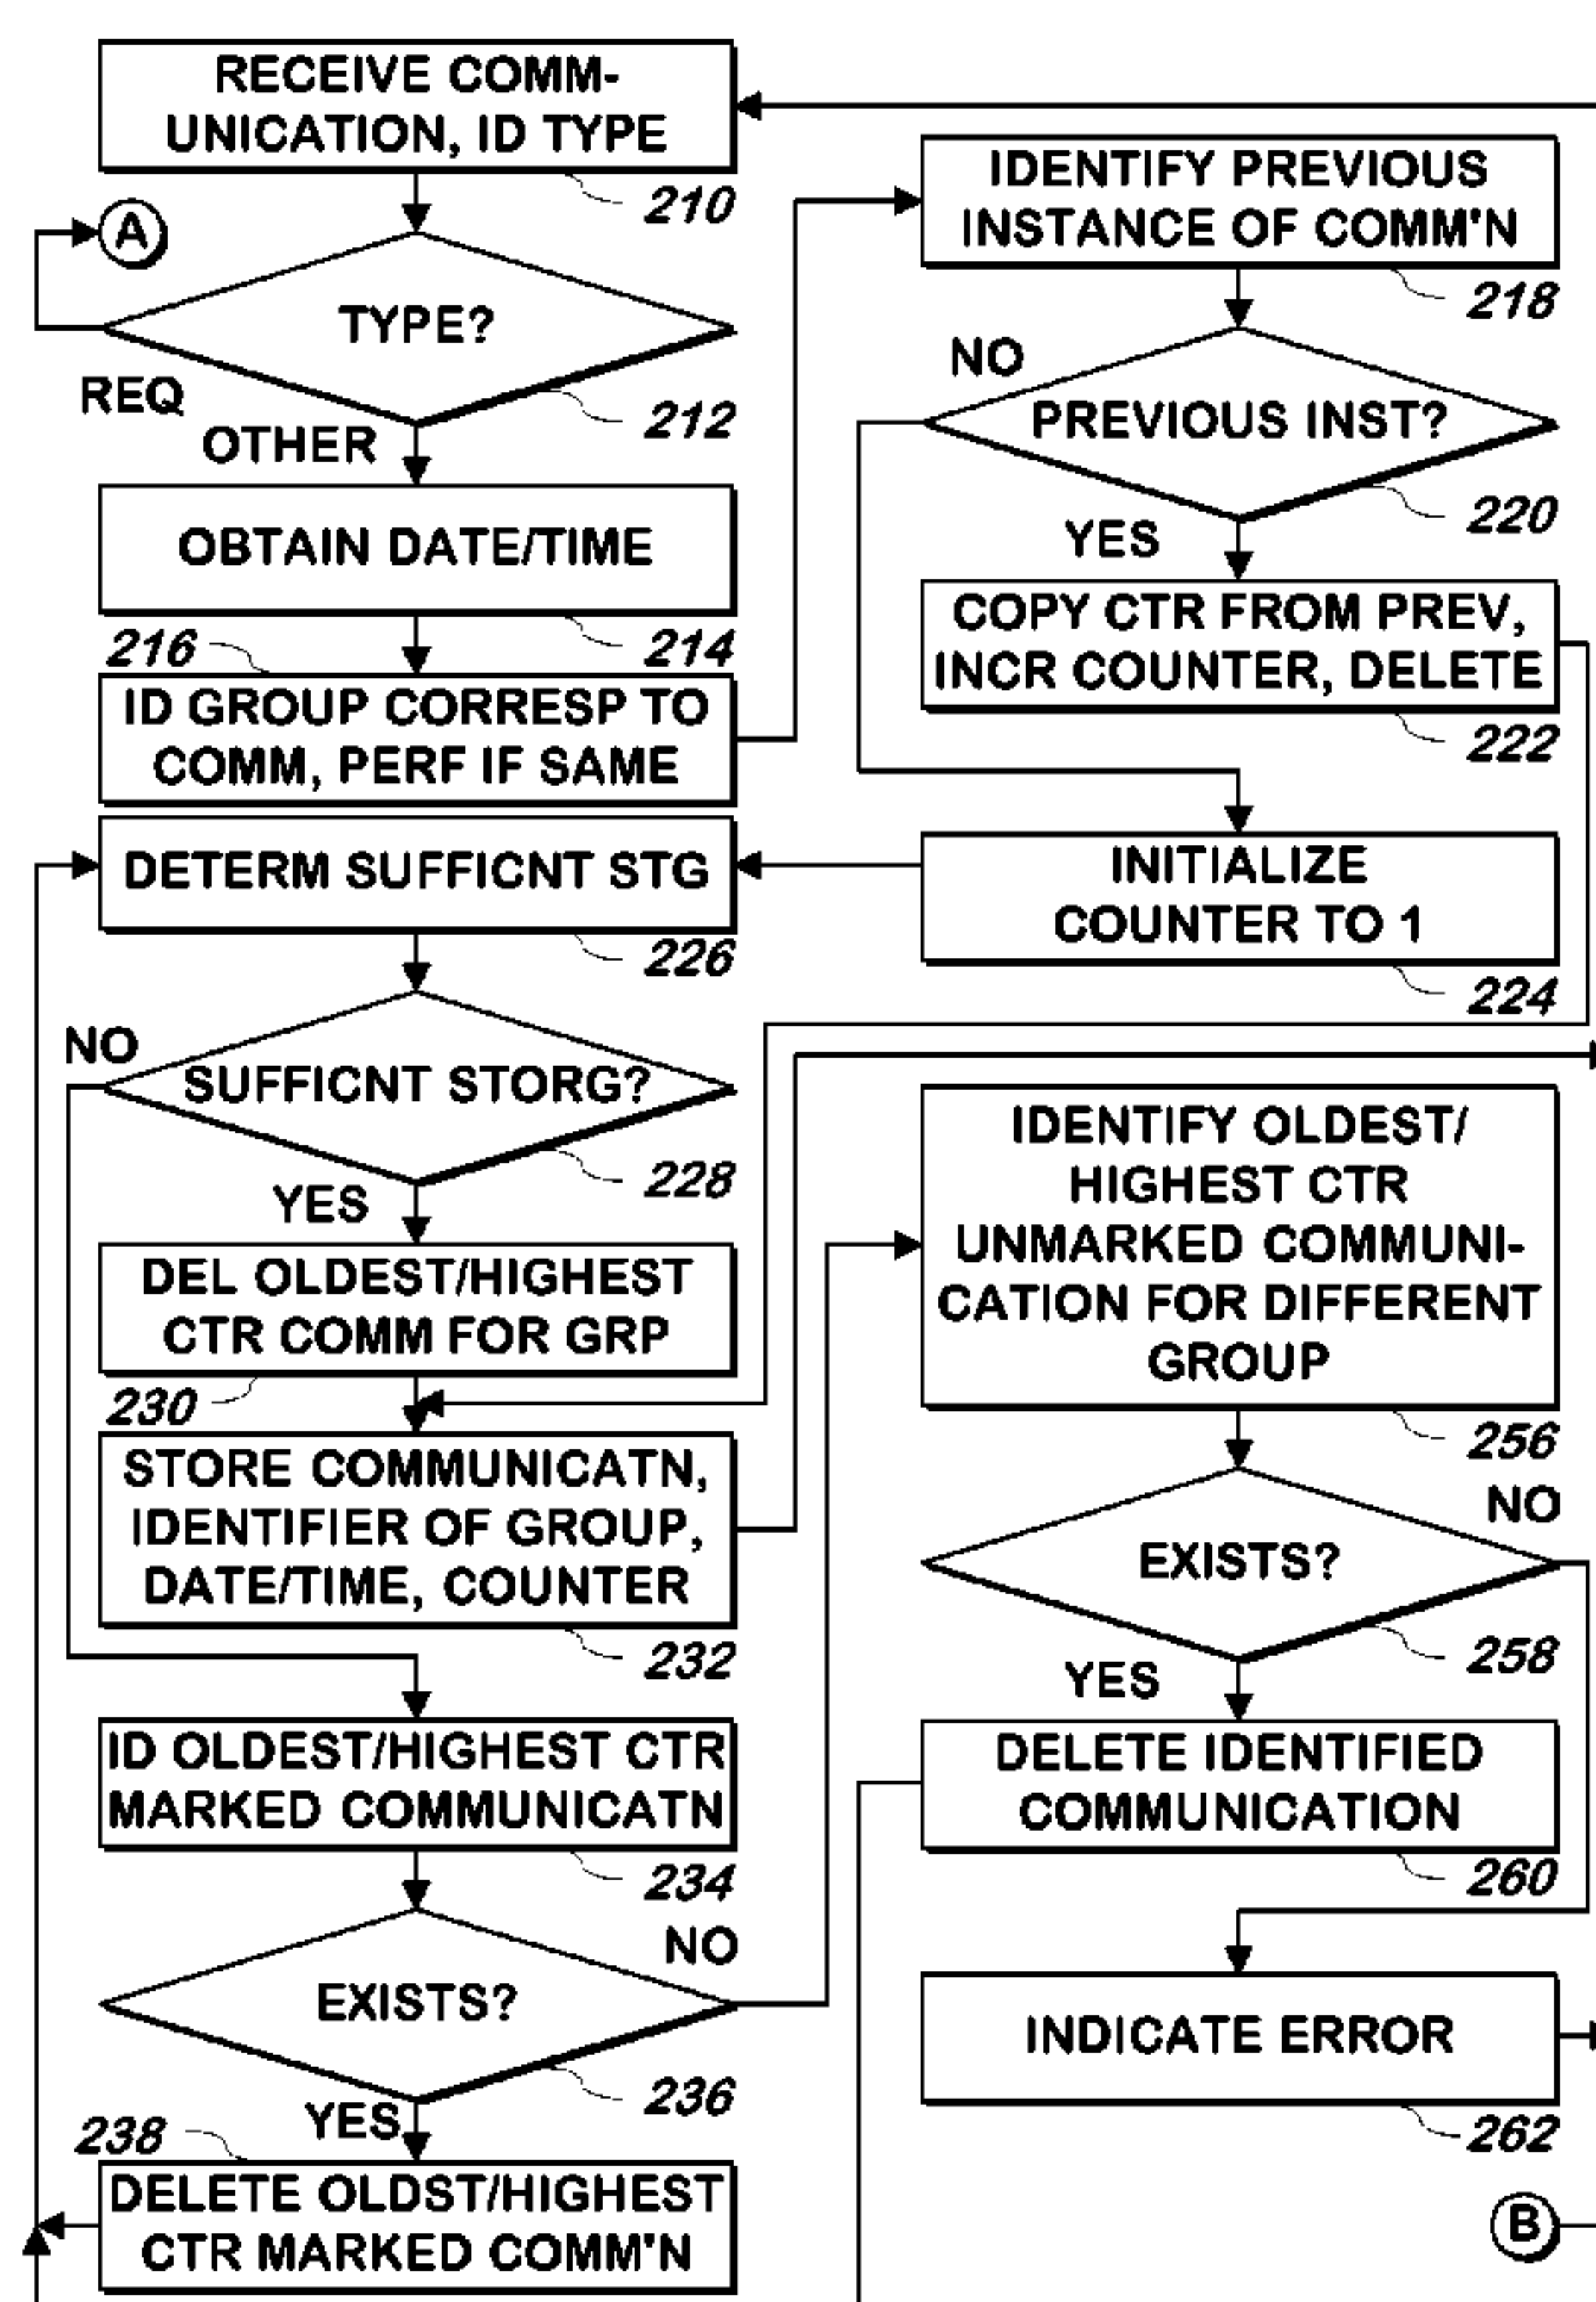 RECEIVE COMM-
UNICATION, ID TYPE
210
A
TYPE?
REQ
212
OTHER
OBTAIN DATE/TIME
214
216
ID GROUP CORRESP TO
COMM, PERF IF SAME
IDENTIFY PREVIOUS
INSTANCE OF COMM'N
218
NO
PREVIOUS INST?
220
YES
COPY CTR FROM PREV,
INCR COUNTER, DELETE
222
INITIALIZE
COUNTER TO 1
224
DETERM SUFFICNT STG
226
NO
SUFFICNT STORG?
228
YES
DEL OLDEST/HIGHEST
CTR COMM FOR GRP
230
STORE COMMUNICATN,
IDENTIFIER OF GROUP,
DATE/TIME, COUNTER
232
ID OLDEST/HIGHEST CTR
MARKED COMMUNICATN
234
NO
EXISTS?
236
YES
238
DELETE OLDST/HIGHEST
CTR MARKED COMM'N
IDENTIFY OLDEST/
HIGHEST CTR
UNMARKED COMMUNI-
CATION FOR DIFFERENT
GROUP
256
NO
EXISTS?
258
YES
DELETE IDENTIFIED
COMMUNICATION
260
INDICATE ERROR
262
B